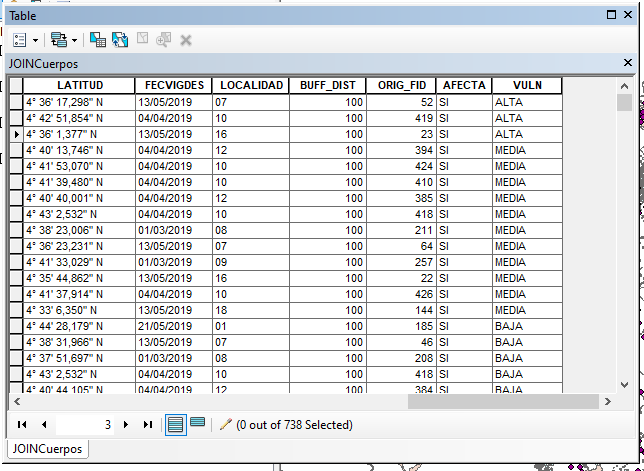 Table
JOINCuerpos
LATITUD FECVIGDES LOCALIDAD BUFF_DIST ORIG_FID AFECTA VULN
4° 36' 17,298" N 13/05/2019 07 100 52 SI ALTA
4° 42' 51,854" N 04/04/2019 10 100 419 SI ALTA
4° 36' 1,377" N 13/05/2019 16 100 23 SI ALTA
4° 40' 13,746" N 04/04/2019 12 100 394 SI MEDIA
4° 41' 53,070" N 04/04/2019 10 100 424 SI MEDIA
4° 41' 39,480" N 04/04/2019 10 100 410 SI MEDIA
4° 40' 40,001" N 04/04/2019 12 100 385 SI MEDIA
4° 43' 2,532" N 04/04/2019 10 100 418 SI MEDIA
4° 38' 23,006" N 01/03/2019 08 100 211 SI MEDIA
4° 36' 23,231" N 13/05/2019 07 100 64 SI MEDIA
4° 41' 33,029" N 01/03/2019 09 100 257 SI MEDIA
4° 35' 44,862" N 13/05/2019 16 100 22 SI MEDIA
4° 41' 37,914" N 04/04/2019 10 100 426 SI MEDIA
4° 33' 6,350" N 13/05/2019 18 100 144 SI MEDIA
4° 44' 28,179" N 21/05/2019 01 100 185 SI BAJA
4° 38' 31,966" N 13/05/2019 07 100 46 SI BAJA
4° 37' 51,697" N 01/03/2019 08 100 208 SI BAJA
4° 43' 2,532" N 04/04/2019 10 100 418 SI BAJA
4° 40' 44,105" N 04/04/2019 12 100 384 SI BAJA
3 (0 out of 738 Selected)
JOINCuerpos